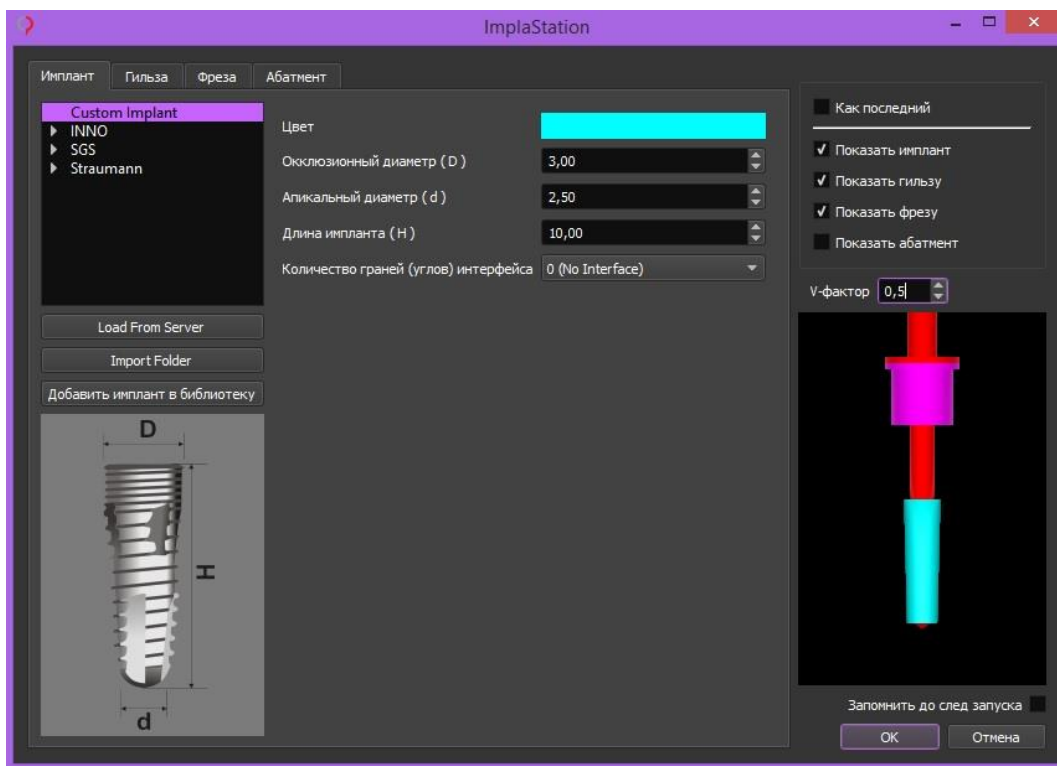 ImplaStation
Имплант Гильза Фреза Абатмент
Custom Implant
INNO
SGS
Straumann
Load From Server
Import Folder
Добавить имплант в библиотеку
D
H
d
Цвет
Окклюзионный диаметр ( D ) 3,00
Апикальный диаметр ( d ) 2,50
Длина импланта ( H ) 10,00
Количество граней (углов) интерфейса 0 (No Interface)
Как последний
Показать имплант
Показать гильзу
Показать фрезу
Показать абатмент
V-фактор 0,5
Запомнить до след запуска
OK Отмена